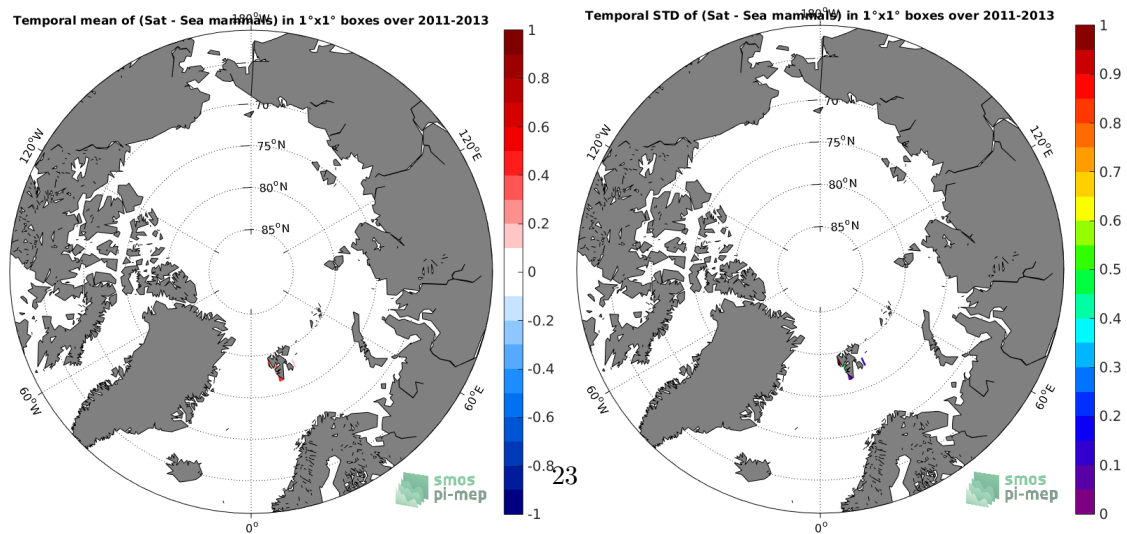 Temporal mean of (Sat - Sea mammals) in 1°x1° boxes over 2011-2013
180°W
70
75°N
80°N
85°N
120°W
120°E
60°W
60°E
0°
1
0.8
0.6
0.4
0.2
0
-0.2
-0.4
-0.6
-0.8
-1
smos
pi-mep
23
Temporal STD of (Sat - Sea mammals) in 1°x1° boxes over 2011-2013
70
75°N
80°N
85°N
120°W
120°E
60°W
60°E
0°
1
0.9
0.8
0.7
0.6
0.5
0.4
0.3
0.2
0.1
0
smos
pi-mep